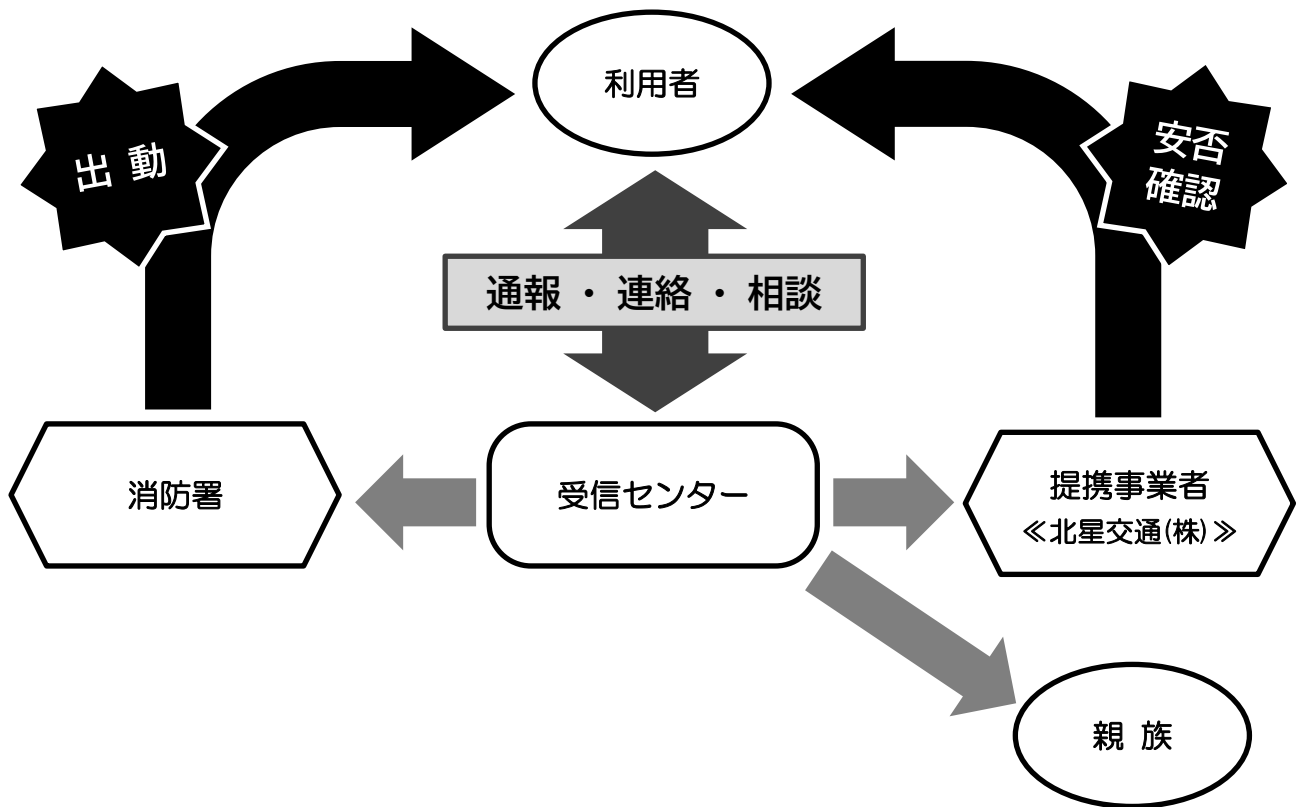 利用者
出 動
安否
確認
通報 ・ 連絡 ・ 相談
消防署
受信センター
提携事業者
≪北星交通(株)≫
親 族